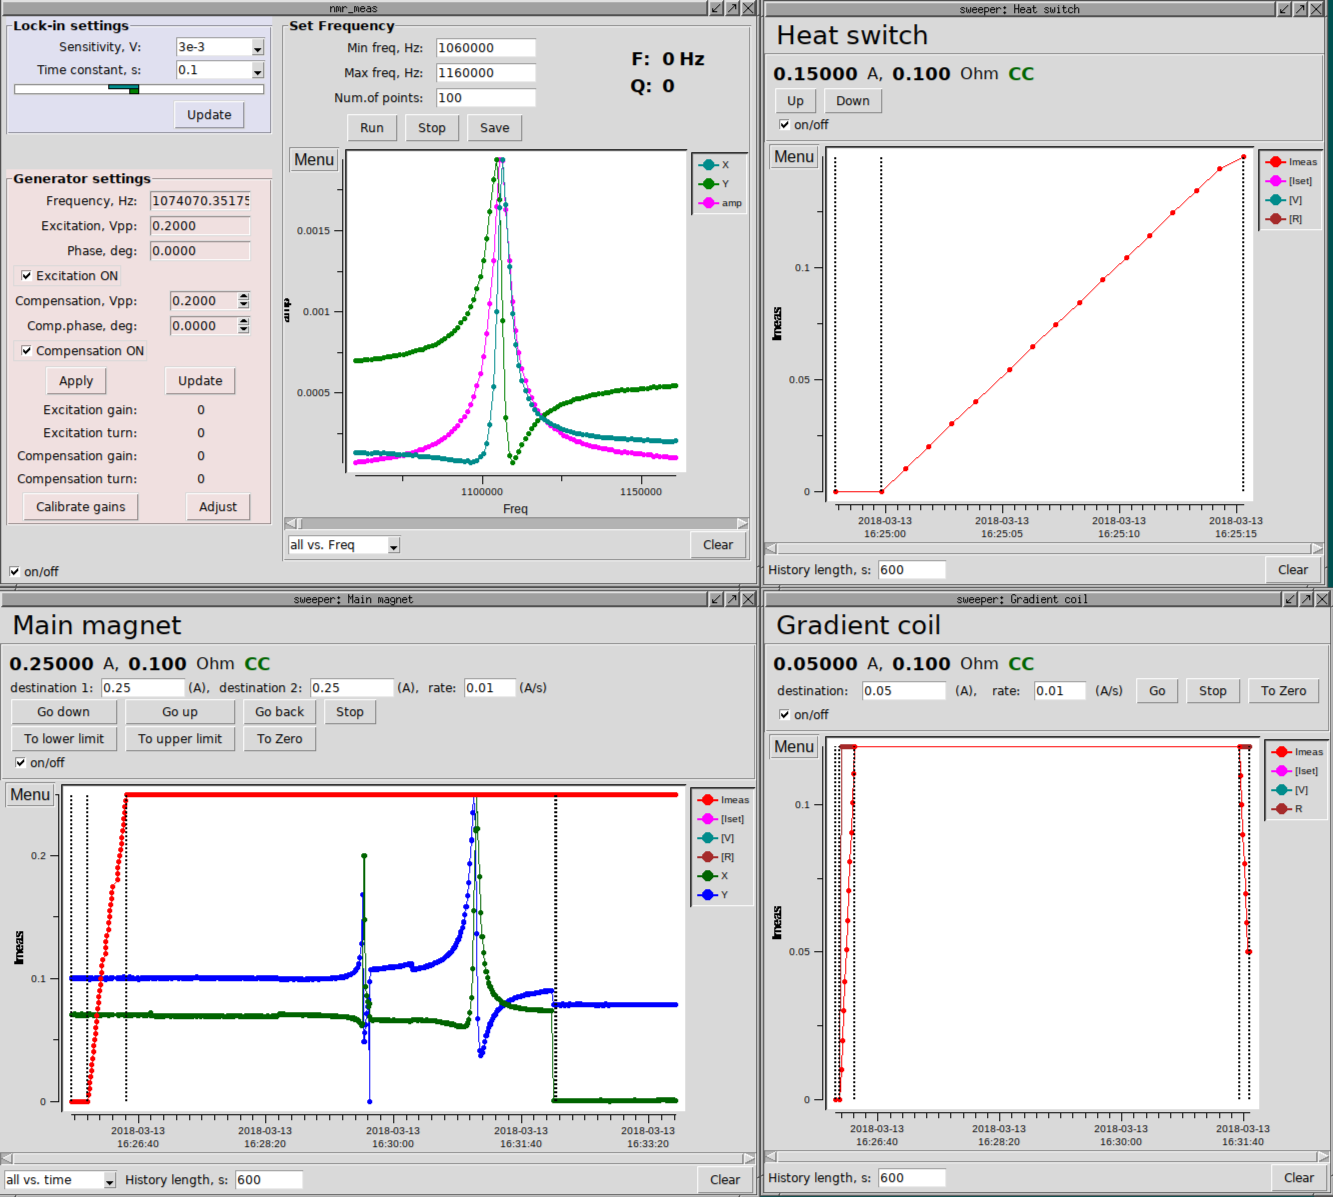 nmr_meas
Lock-in settings
Sensitivity, V: 3e-3
Time constant, s: 0.1
Update
Generator settings
Frequency, Hz: 1074070.35175
Excitation, Vpp: 0.2000
Phase, deg: 0.0000
Excitation ON
Compensation, Vpp: 0.2000
Comp.phase, deg: 0.0000
Compensation ON
Apply Update
Excitation gain: 0
Excitation turn: 0
Compensation gain: 0
Compensation turn: 0
Calibrate gains Adjust
on/off
Set Frequency
Min freq, Hz: 1060000
Max freq, Hz: 1160000
Num.of points: 100
F: 0 Hz
Q: 0
Run Stop Save
Menu
X
Y
amp
0.0015
0.001
0.0005
amp
1100000 1150000
Freq
all vs. Freq Clear
sweeper: Heat switch
Heat switch
0.15000 A, 0.100 Ohm CC
Up Down
on/off
Menu
Imeas
[Iset]
[V]
[R]
0.1
0.05
0
Imeas
2018-03-13 2018-03-13 2018-03-13 2018-03-13
16:25:00 16:25:05 16:25:10 16:25:15
History length, s: 600 Clear
sweeper: Main magnet
Main magnet
0.25000 A, 0.100 Ohm CC
destination 1: 0.25 (A), destination 2: 0.25 (A), rate: 0.01 (A/s)
Go down Go up Go back Stop
To lower limit To upper limit To Zero
on/off
Menu
Imeas
[Iset]
[V]
[R]
X
Y
0.2
0.1
0
Imeas
2018-03-13 2018-03-13 2018-03-13 2018-03-13 2018-03-13
16:26:40 16:28:20 16:30:00 16:31:40 16:33:20
all vs. time History length, s: 600 Clear
sweeper: Gradient coil
Gradient coil
0.05000 A, 0.100 Ohm CC
destination: 0.05 (A), rate: 0.01 (A/s) Go Stop To Zero
on/off
Menu
Imeas
[Iset]
[V]
R
0.1
0.05
0
Imeas
2018-03-13 2018-03-13 2018-03-13 2018-03-13
16:26:40 16:28:20 16:30:00 16:31:40
History length, s: 600 Clear